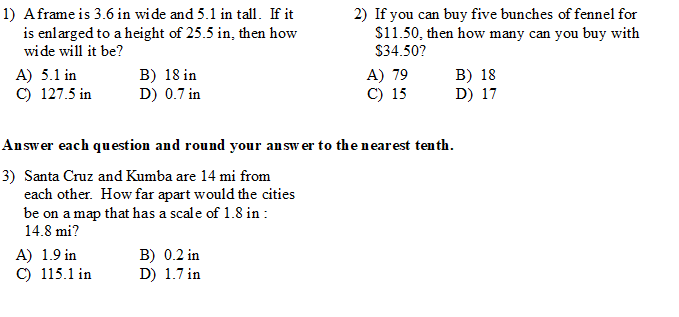 1) A frame is 3.6 in wide and 5.1 in tall. If it
is enlarged to a height of 25.5 in, then how
wide will it be?
A) 5.1 in B) 18 in
C) 127.5 in D) 0.7 in
2) If you can buy five bunches of fennel for
$11.50, then how many can you buy with
$34.50?
A) 79 B) 18
C) 15 D) 17
Answer each question and round your answer to the nearest tenth.
3) Santa Cruz and Kumba are 14 mi from
each other. How far apart would the cities
be on a map that has a scale of 1.8 in :
14.8 mi?
A) 1.9 in B) 0.2 in
C) 115.1 in D) 1.7 in